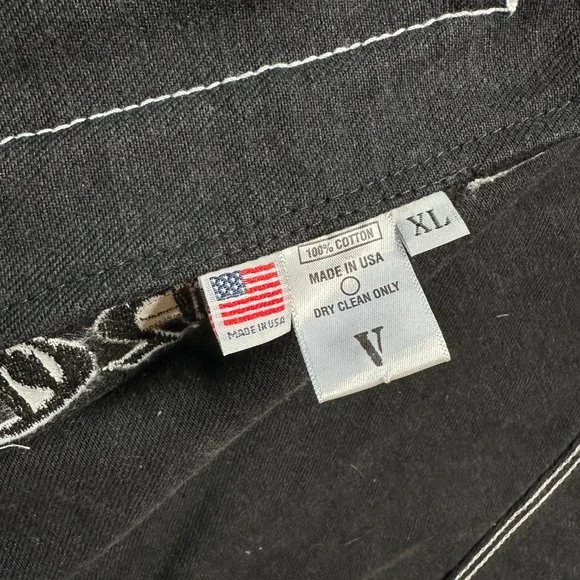 XL
100% COTTON
MADE IN USA
DRY CLEAN ONLY
V
MADE IN USA